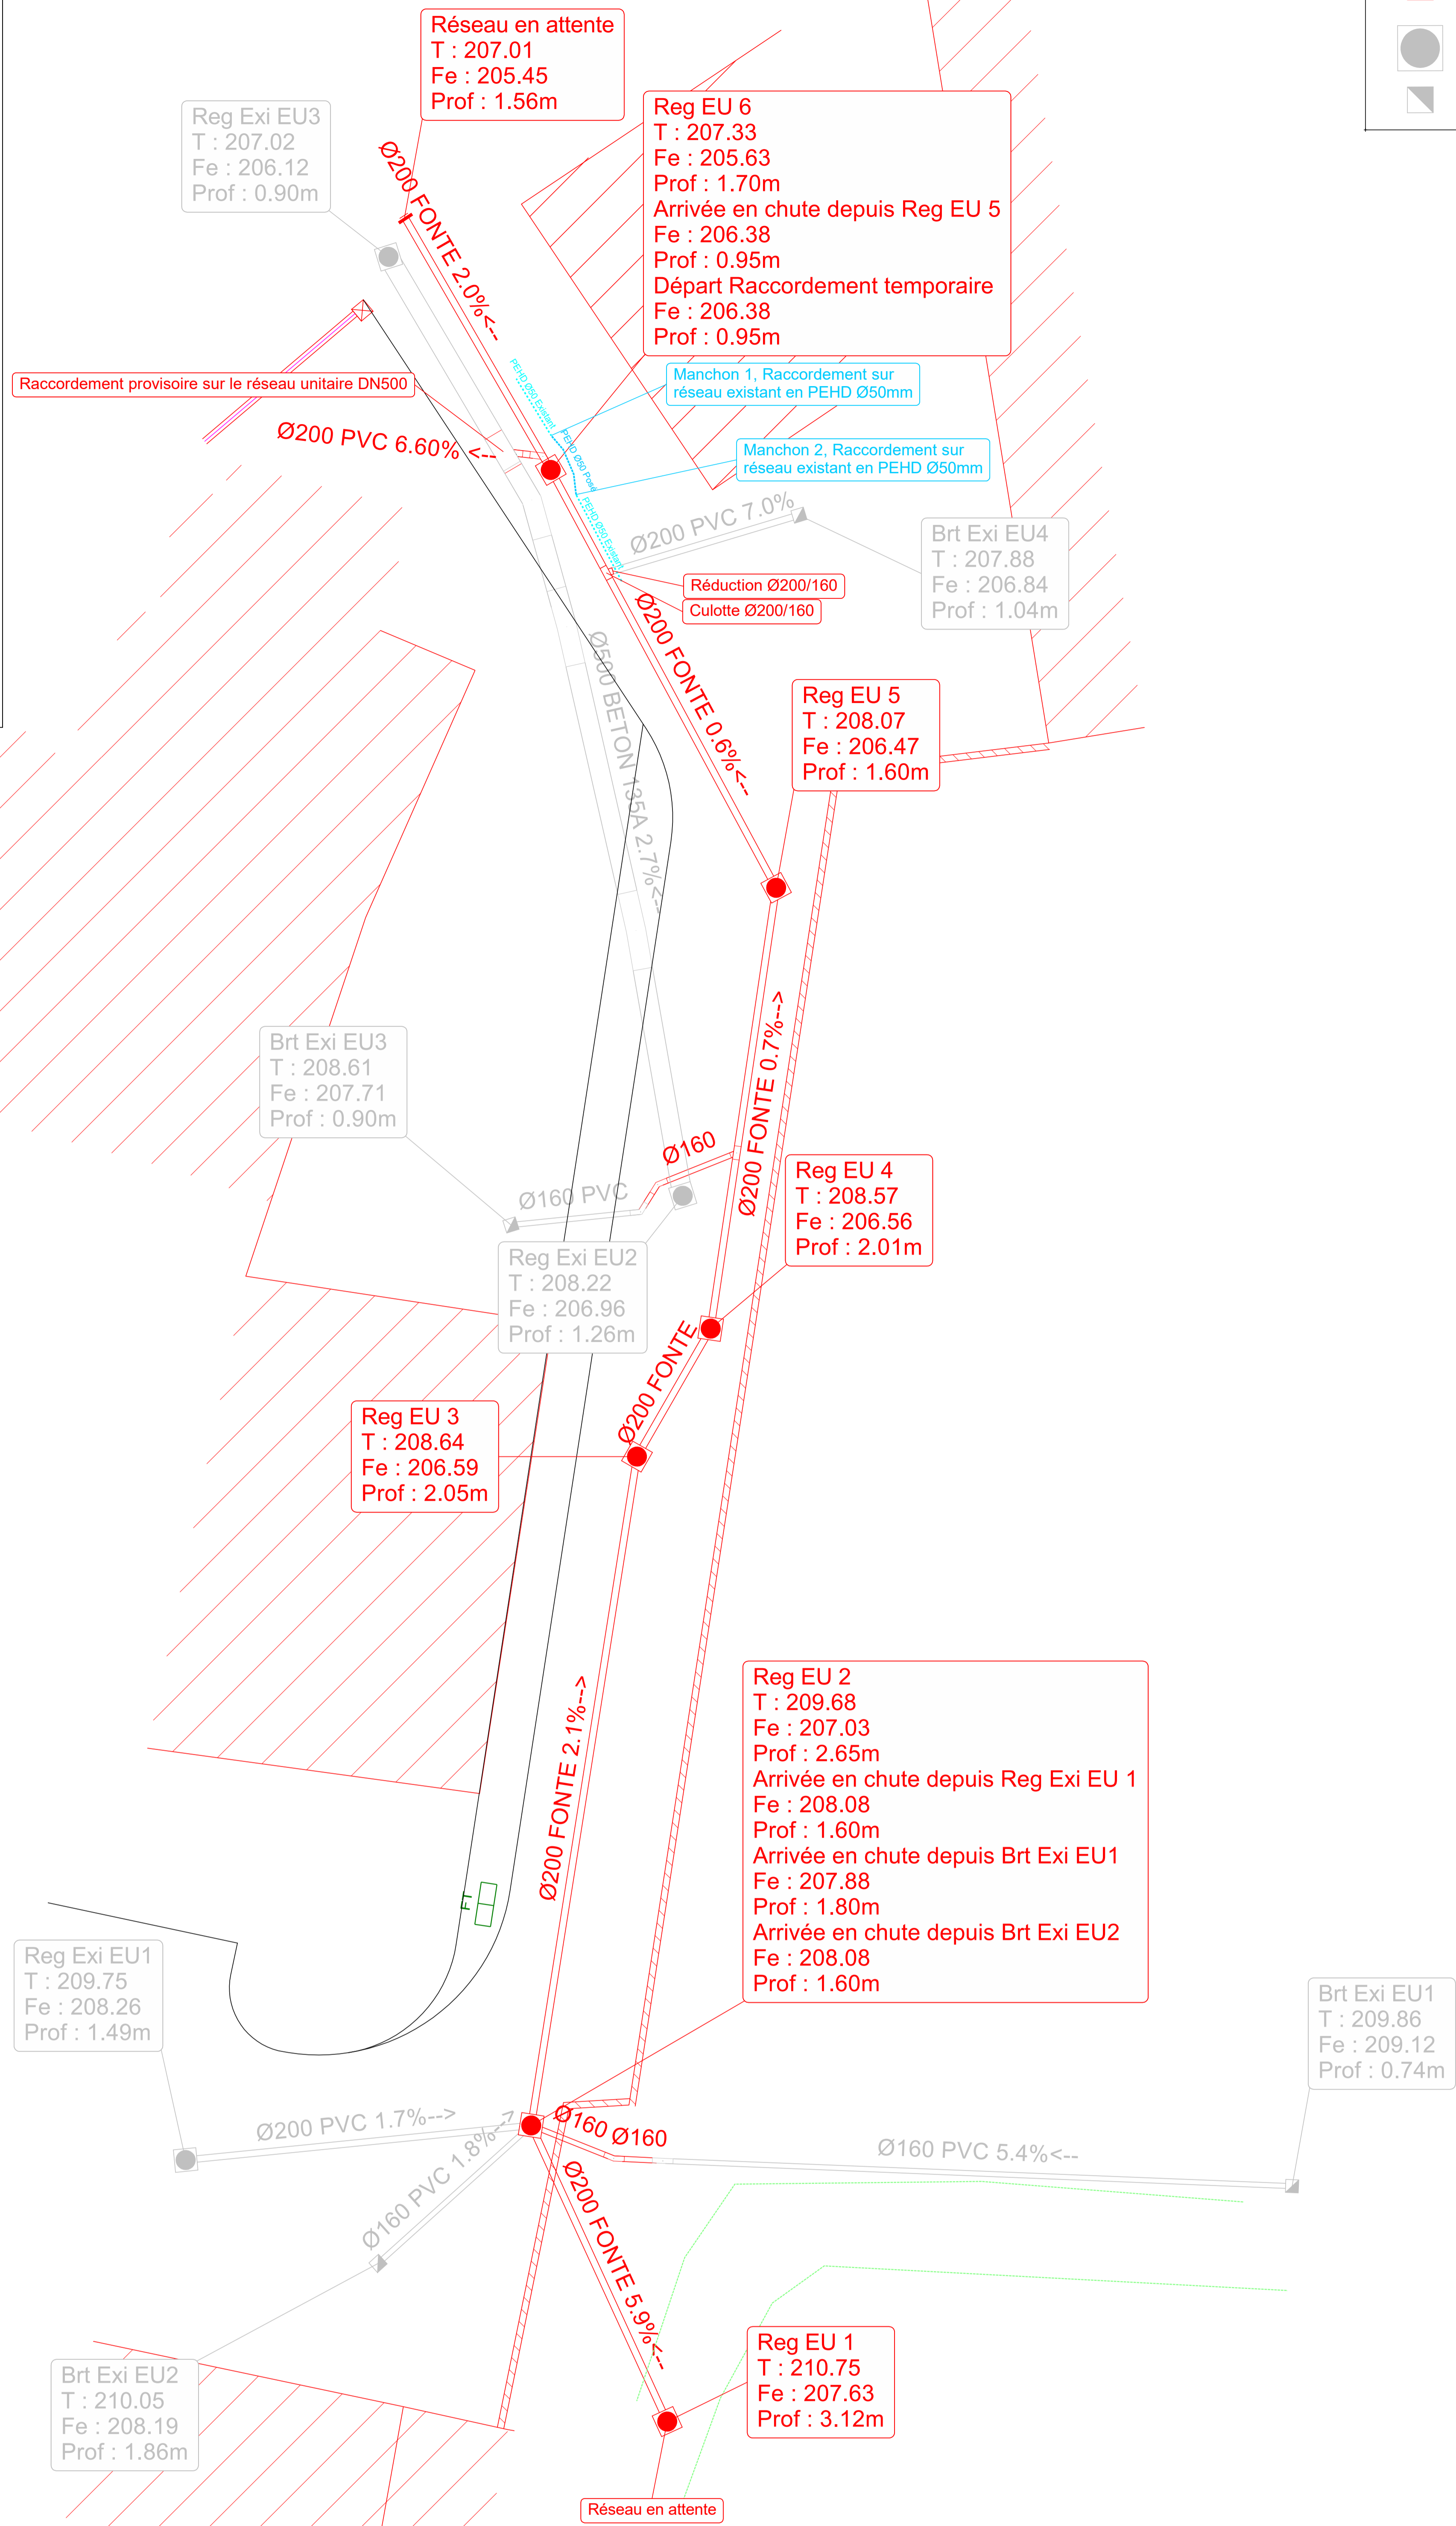 Réseau en attente
T : 207.01
Fe : 205.45
Prof : 1.56m
Reg Exi EU3
T : 207.02
Fe : 206.12
Prof : 0.90m
Reg EU 6
T : 207.33
Fe : 205.63
Prof : 1.70m
Arrivée en chute depuis Reg EU 5
Fe : 206.38
Prof : 0.95m
Départ Raccordement temporaire
Fe : 206.38
Prof : 0.95m
Ø200 FONTE 2.0%<--
Raccordement provisoire sur le réseau unitaire DN500
PEHD Ø50 Existant
Manchon 1, Raccordement sur
réseau existant en PEHD Ø50mm
Ø200 PVC 6.60% <--
PEHD Ø50 Posé
Manchon 2, Raccordement sur
réseau existant en PEHD Ø50mm
PEHD Ø50 Existant
Ø200 PVC 7.0%
Brt Exi EU4
T : 207.88
Fe : 206.84
Prof : 1.04m
Réduction Ø200/160
Culotte Ø200/160
Ø200 FONTE 0.6%<--
Ø500 BETON 135A 2.7%<--
Reg EU 5
T : 208.07
Fe : 206.47
Prof : 1.60m
Brt Exi EU3
T : 208.61
Fe : 207.71
Prof : 0.90m
Ø200 FONTE 0.7%-->
Ø160
Ø160 PVC
Reg EU 4
T : 208.57
Fe : 206.56
Prof : 2.01m
Reg Exi EU2
T : 208.22
Fe : 206.96
Prof : 1.26m
Ø200 FONTE
Reg EU 3
T : 208.64
Fe : 206.59
Prof : 2.05m
Ø200 FONTE 2.1%-->
Reg EU 2
T : 209.68
Fe : 207.03
Prof : 2.65m
Arrivée en chute depuis Reg Exi EU 1
Fe : 208.08
Prof : 1.60m
Arrivée en chute depuis Brt Exi EU1
Fe : 207.88
Prof : 1.80m
Arrivée en chute depuis Brt Exi EU2
Fe : 208.08
Prof : 1.60m
FT
Reg Exi EU1
T : 209.75
Fe : 208.26
Prof : 1.49m
Brt Exi EU1
T : 209.86
Fe : 209.12
Prof : 0.74m
Ø200 PVC 1.7%-->
Ø160 PVC 1.8%-->
Ø160
Ø160
Ø160 PVC 5.4%<--
Ø200 FONTE 5.9%<--
Brt Exi EU2
T : 210.05
Fe : 208.19
Prof : 1.86m
Reg EU 1
T : 210.75
Fe : 207.63
Prof : 3.12m
Réseau en attente